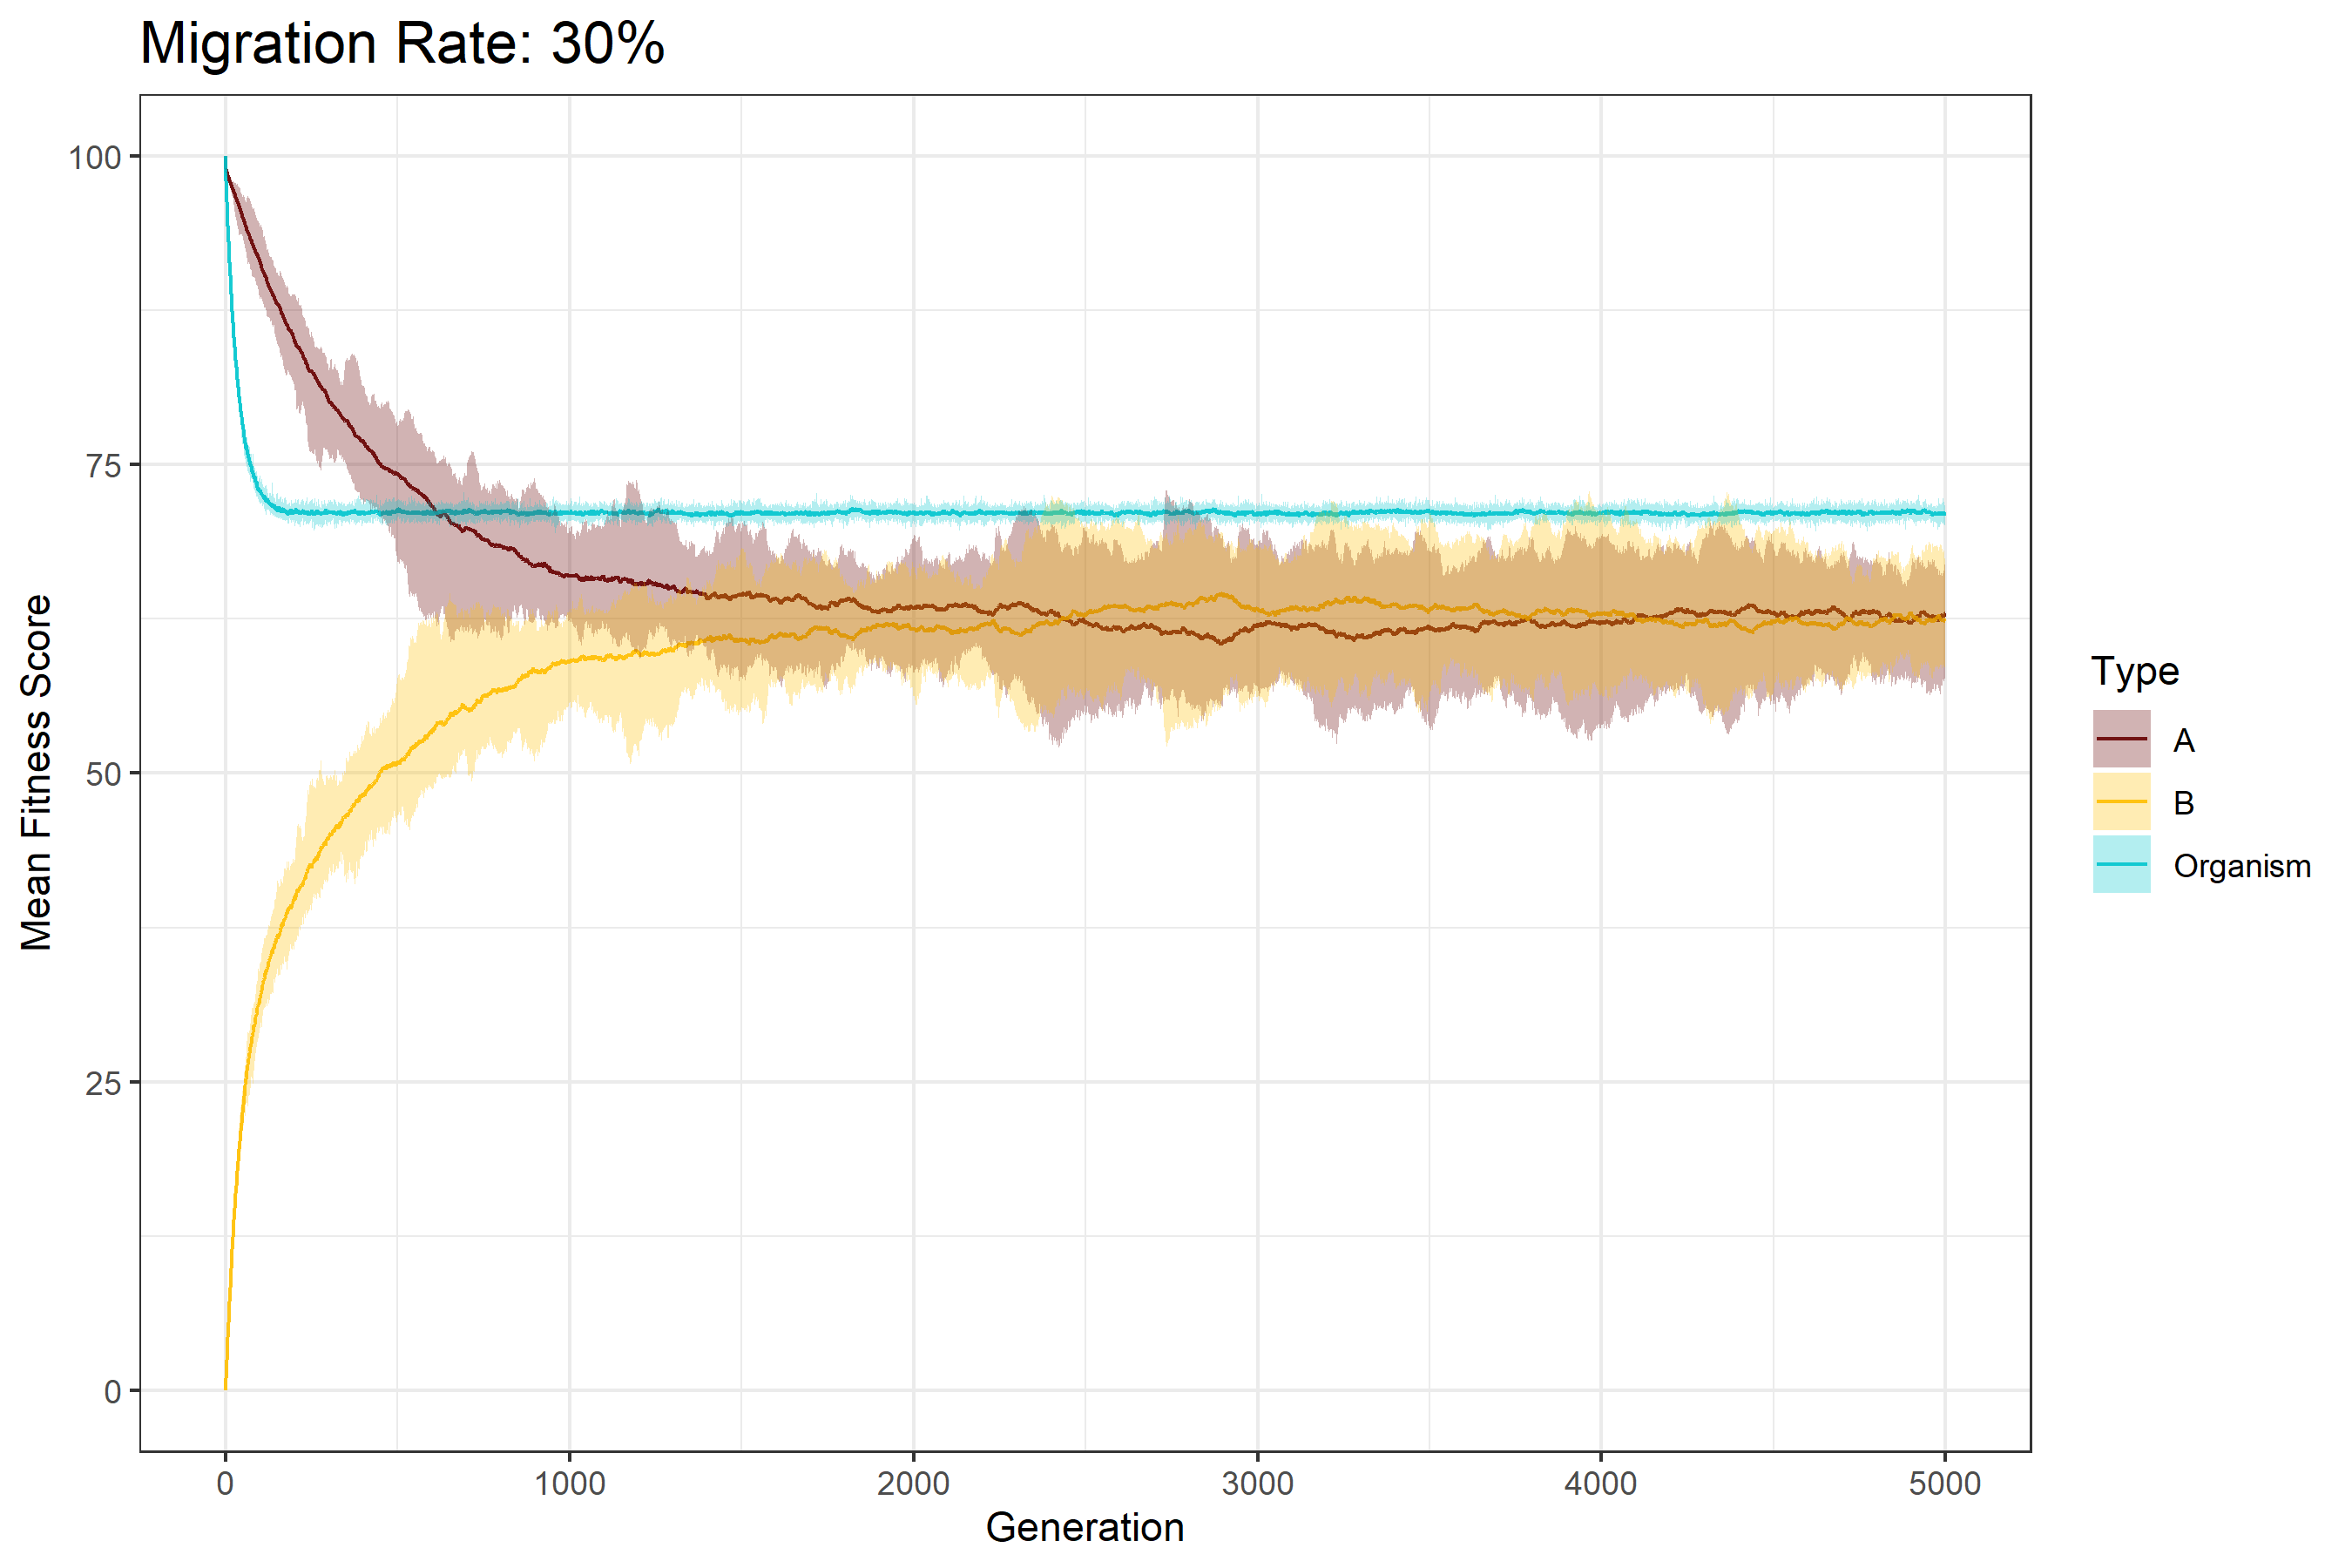 Migration Rate: 30%
100
75
50
25
0
Mean Fitness Score
0 1000 2000 3000 4000 5000
Generation
Type
A
B
Organism